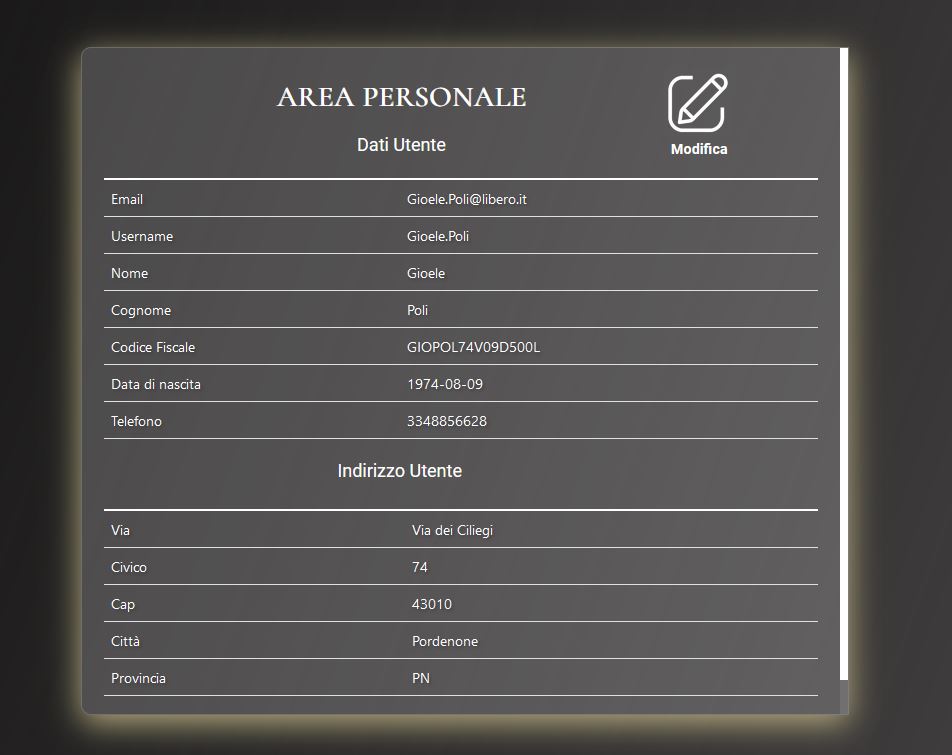 AREA PERSONALE
Modifica
Dati Utente
Email Gioele.Poli@libero.it
Username Gioele.Poli
Nome Gioele
Cognome Poli
Codice Fiscale GIOPOL74V09D500L
Data di nascita 1974-08-09
Telefono 3348856628
Indirizzo Utente
Via Via dei Ciliegi
Civico 74
Cap 43010
Città Pordenone
Provincia PN